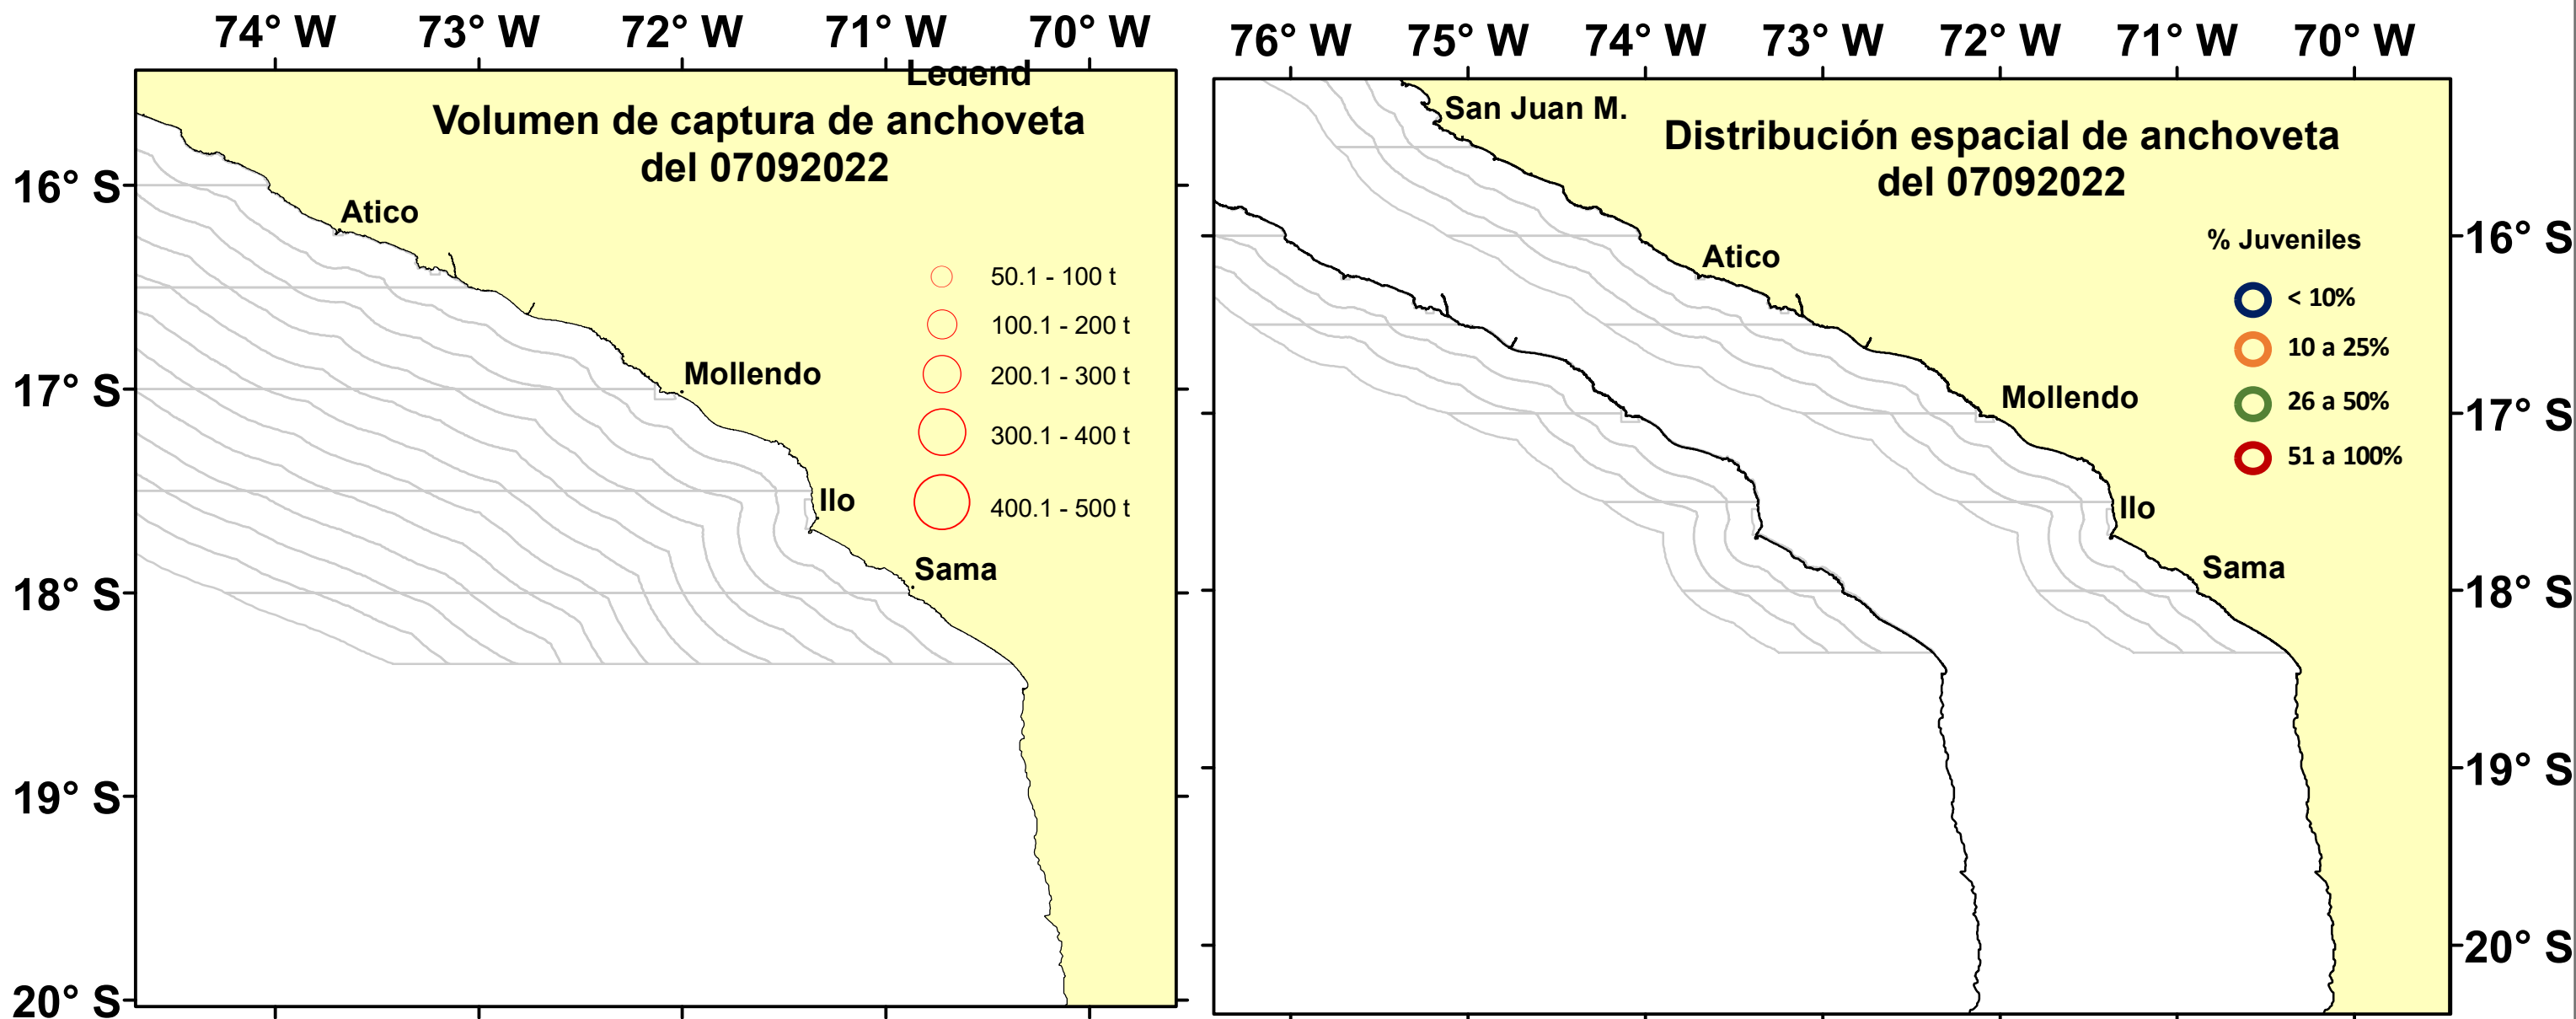 74° W 73° W 72° W 71° W 70° W
Legend
Volumen de captura de anchoveta
del 07092022
16° S
Atico
50.1 - 100 t
100.1 - 200 t
200.1 - 300 t
300.1 - 400 t
400.1 - 500 t
17° S
Mollendo
Ilo
Sama
18° S
19° S
20° S
76° W 75° W 74° W 73° W 72° W 71° W 70° W
San Juan M.
Distribución espacial de anchoveta
del 07092022
% Juveniles
< 10%
10 a 25%
26 a 50%
51 a 100%
Atico
16° S
Mollendo
17° S
Ilo
Sama
18° S
19° S
20° S